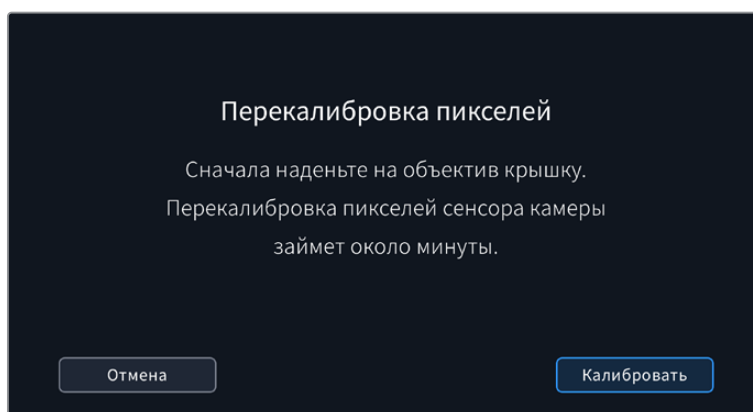 Перекалибровка пикселей
Сначала наденьте на объектив крышку.
Перекалибровка пикселей сенсора камеры
займет около минуты.
Отмена
Калибровать